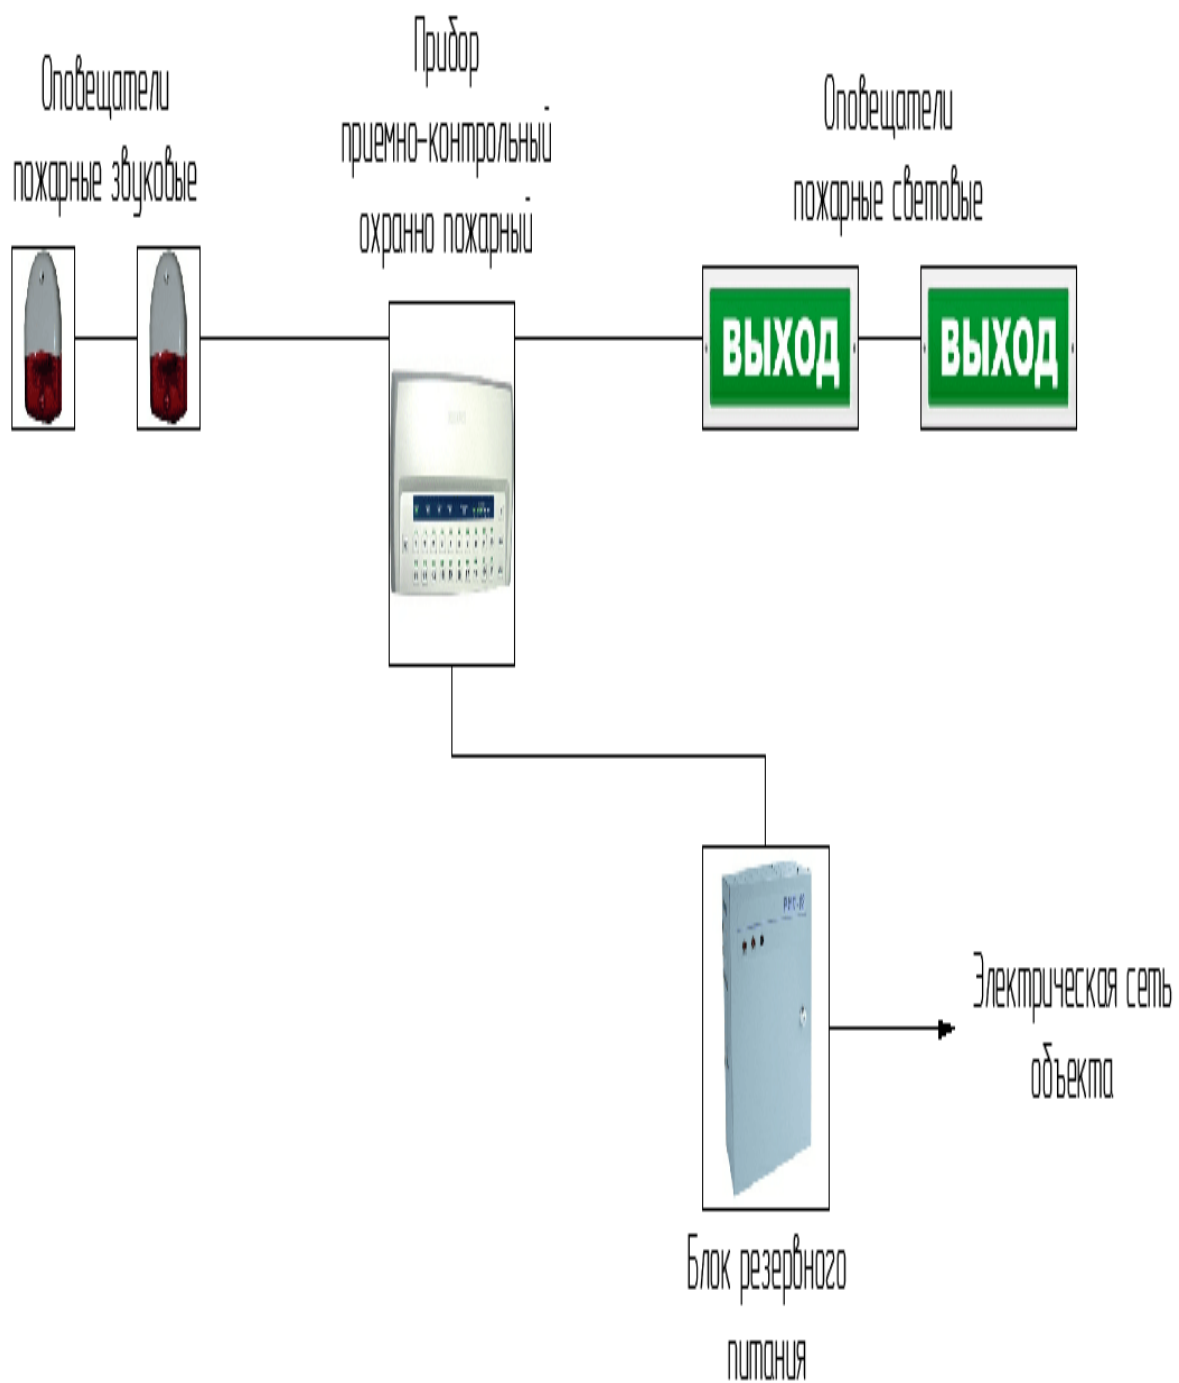 Оповещатели
пожарные звуковые
Прибор
приемно-контрольный
охранно пожарный
Оповещатели
пожарные световые
ВЫХОД
ВЫХОД
Электрическая сеть
объекта
Блок резервного
питания